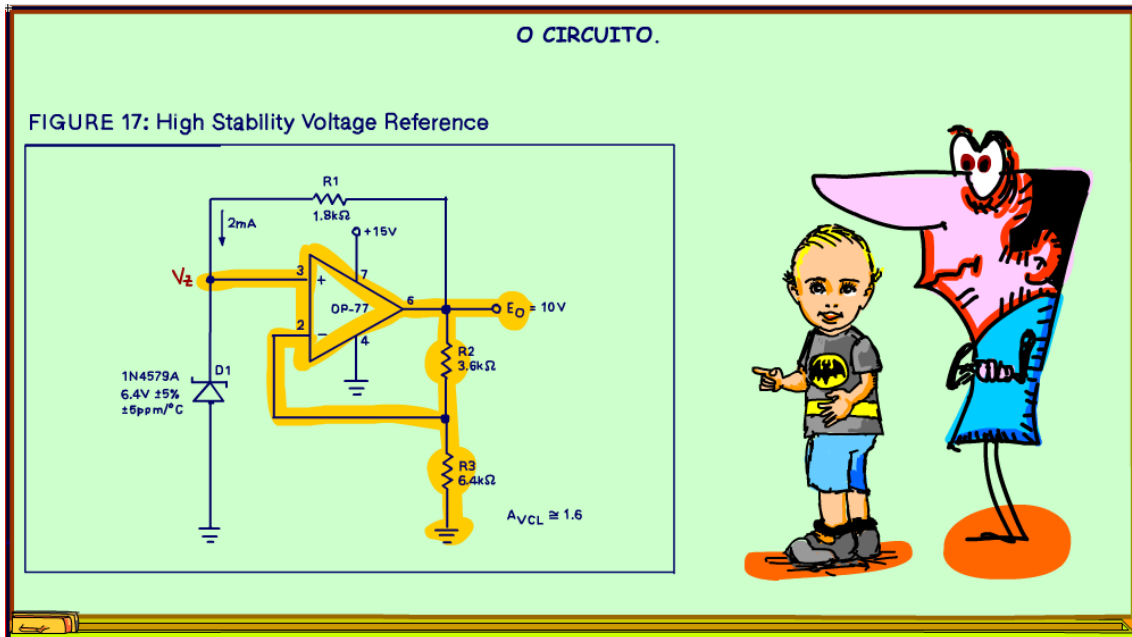 O CIRCUITO.
FIGURE 17: High Stability Voltage Reference
R1
1.8kΩ
2mA
+15V
Vz
3
7
+
OP-77
6
Eo = 10V
2
−
4
R2
3.6kΩ
D1
1N4579A
6.4V ±5%
±5ppm/°C
R3
6.4kΩ
AVCL ≅ 1.6